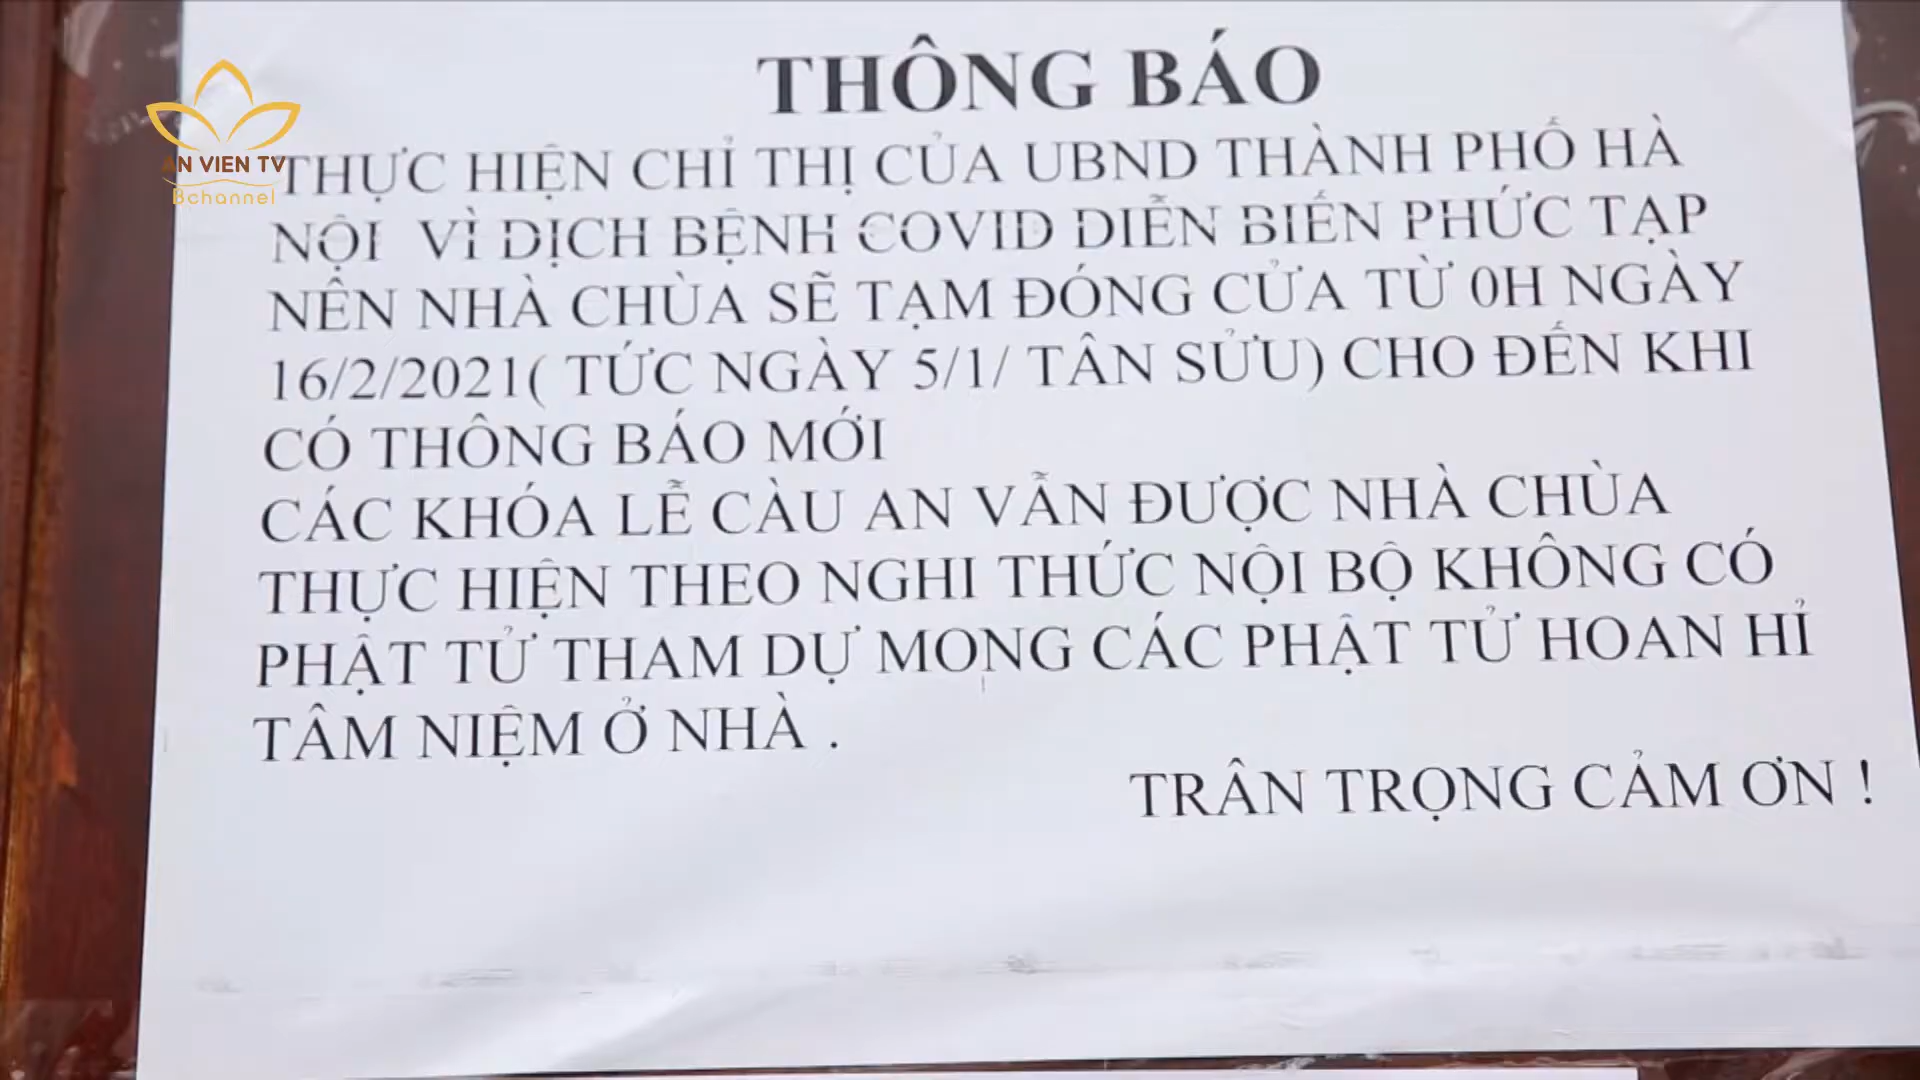 THÔNG BÁO
AN VIEN TV
Bchannel
THỰC HIỆN CHỈ THỊ CỦA UBND THÀNH PHỐ HÀ
NỘI VÌ DỊCH BỆNH COVID DIỄN BIẾN PHỨC TẠP
NÊN NHÀ CHÙA SẼ TẠM ĐÓNG CỬA TỪ 0H NGÀY
16/2/2021( TỨC NGÀY 5/1/ TÂN SỬU) CHO ĐẾN KHI
CÓ THÔNG BÁO MỚI
CÁC KHÓA LỄ CÀU AN VẪN ĐƯỢC NHÀ CHÙA
THỰC HIỆN THEO NGHI THỨC NỘI BỘ KHÔNG CÓ
PHẬT TỬ THAM DỰ MONG CÁC PHẬT TỬ HOAN HỈ
TÂM NIỆM Ở NHÀ .
TRÂN TRỌNG CẢM ƠN !